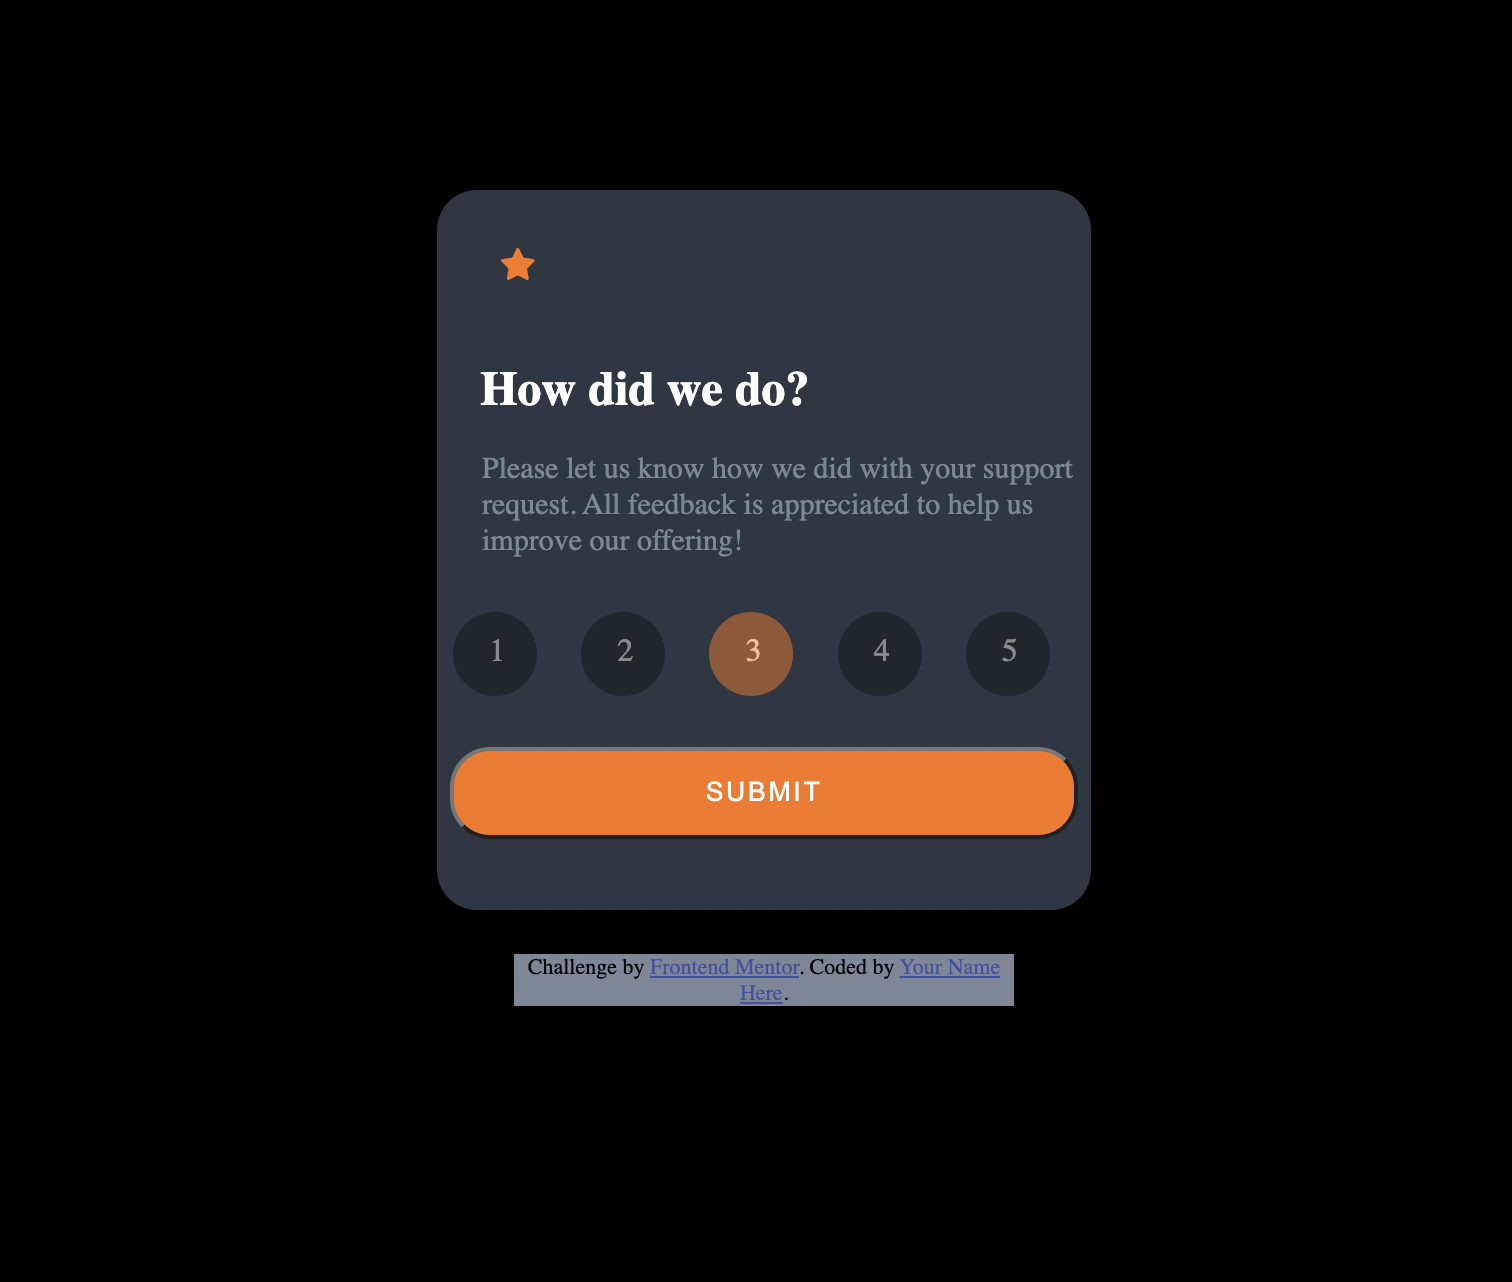 How did we do?
Please let us know how we did with your support
request. All feedback is appreciated to help us
improve our offering!
1 2 3 4 5
SUBMIT
Challenge by Frontend Mentor. Coded by Your Name
Here.